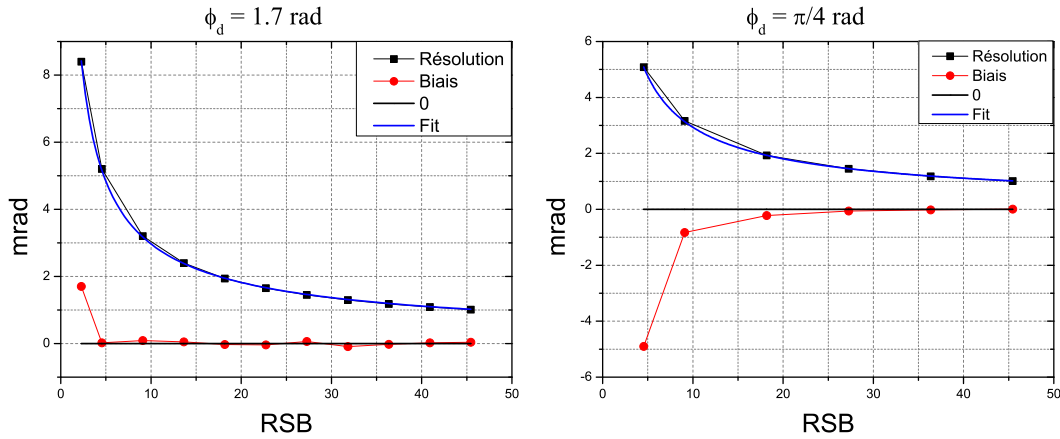 ϕd = 1.7 rad
Résolution
Biais
0
Fit
8
6
4
2
0
mrad
0 10 20 30 40 50
RSB
ϕd = π/4 rad
Résolution
Biais
0
Fit
6
4
2
0
-2
-4
-6
mrad
0 10 20 30 40 50
RSB